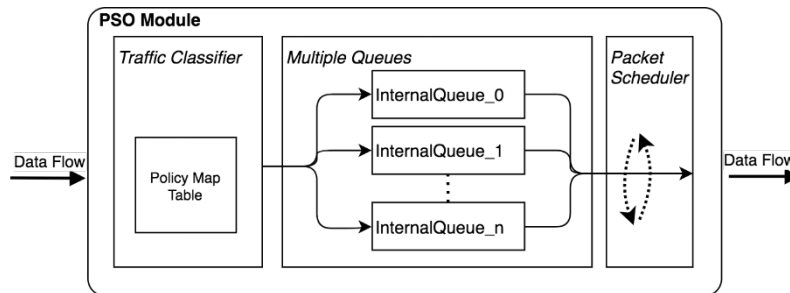 PSO Module
Traffic Classifier
Multiple Queues
Packet
Scheduler
InternalQueue_0
InternalQueue_1
InternalQueue_n
Policy Map
Table
Data Flow
Data Flow